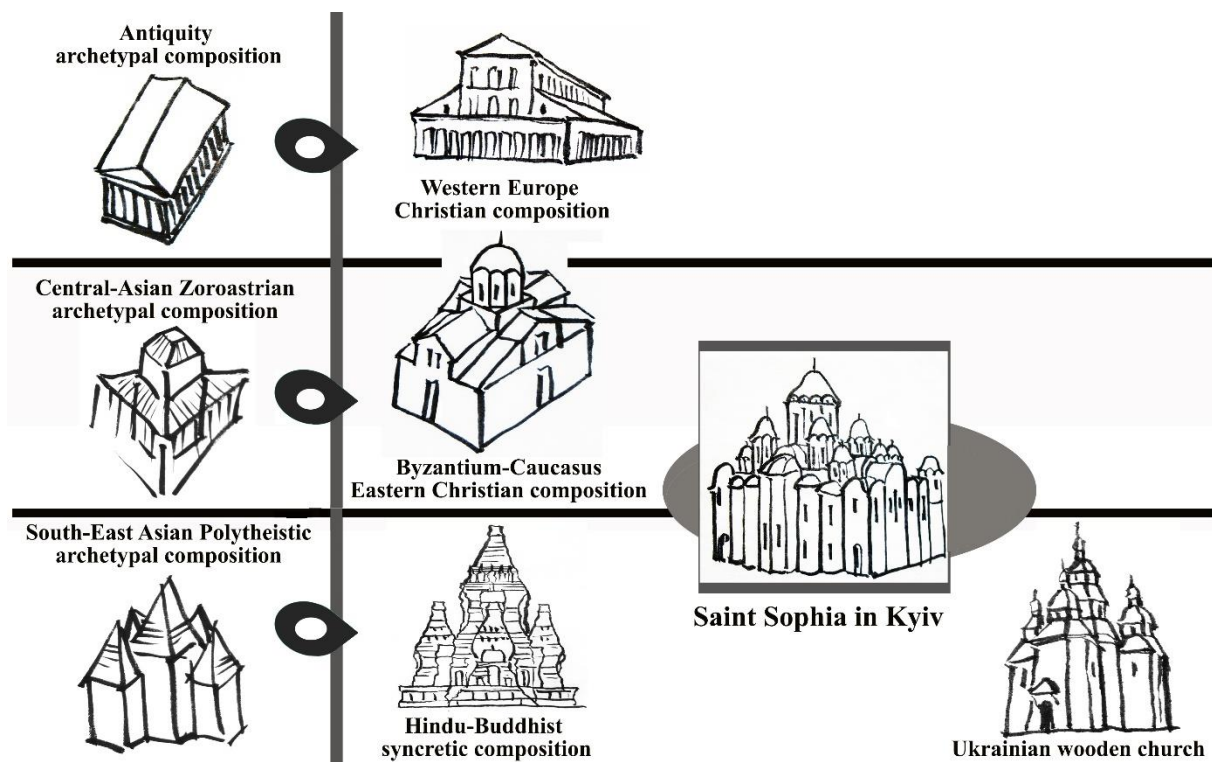 Antiquity
archetypal composition
Western Europe
Christian composition
Central-Asian Zoroastrian
archetypal composition
Byzantium-Caucasus
Eastern Christian composition
South-East Asian Polytheistic
archetypal composition
Saint Sophia in Kyiv
Hindu-Buddhist
syncretic composition
Ukrainian wooden church